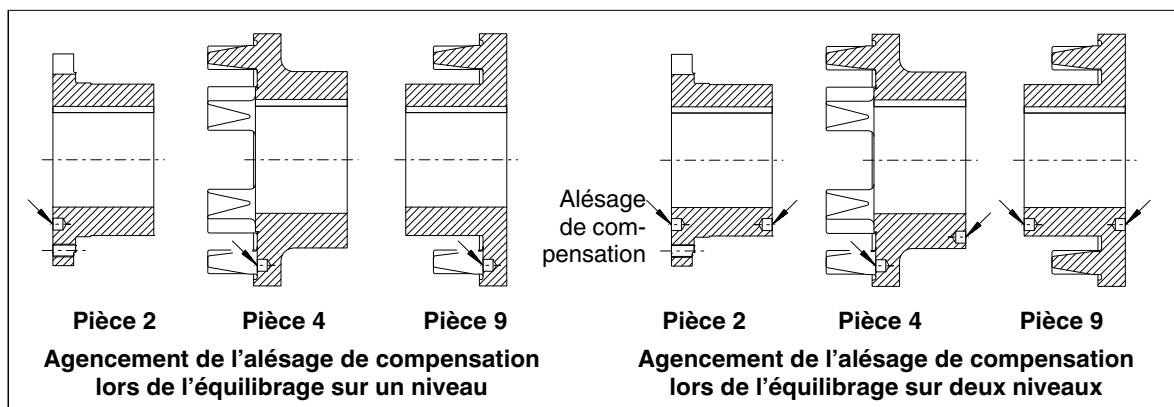 Alésage
de com-
pensation
Pièce 2
Pièce 4
Pièce 9
Agencement de l'alésage de compensation
lors de l'équilibrage sur un niveau
Pièce 2
Pièce 4
Pièce 9
Agencement de l'alésage de compensation
lors de l'équilibrage sur deux niveaux